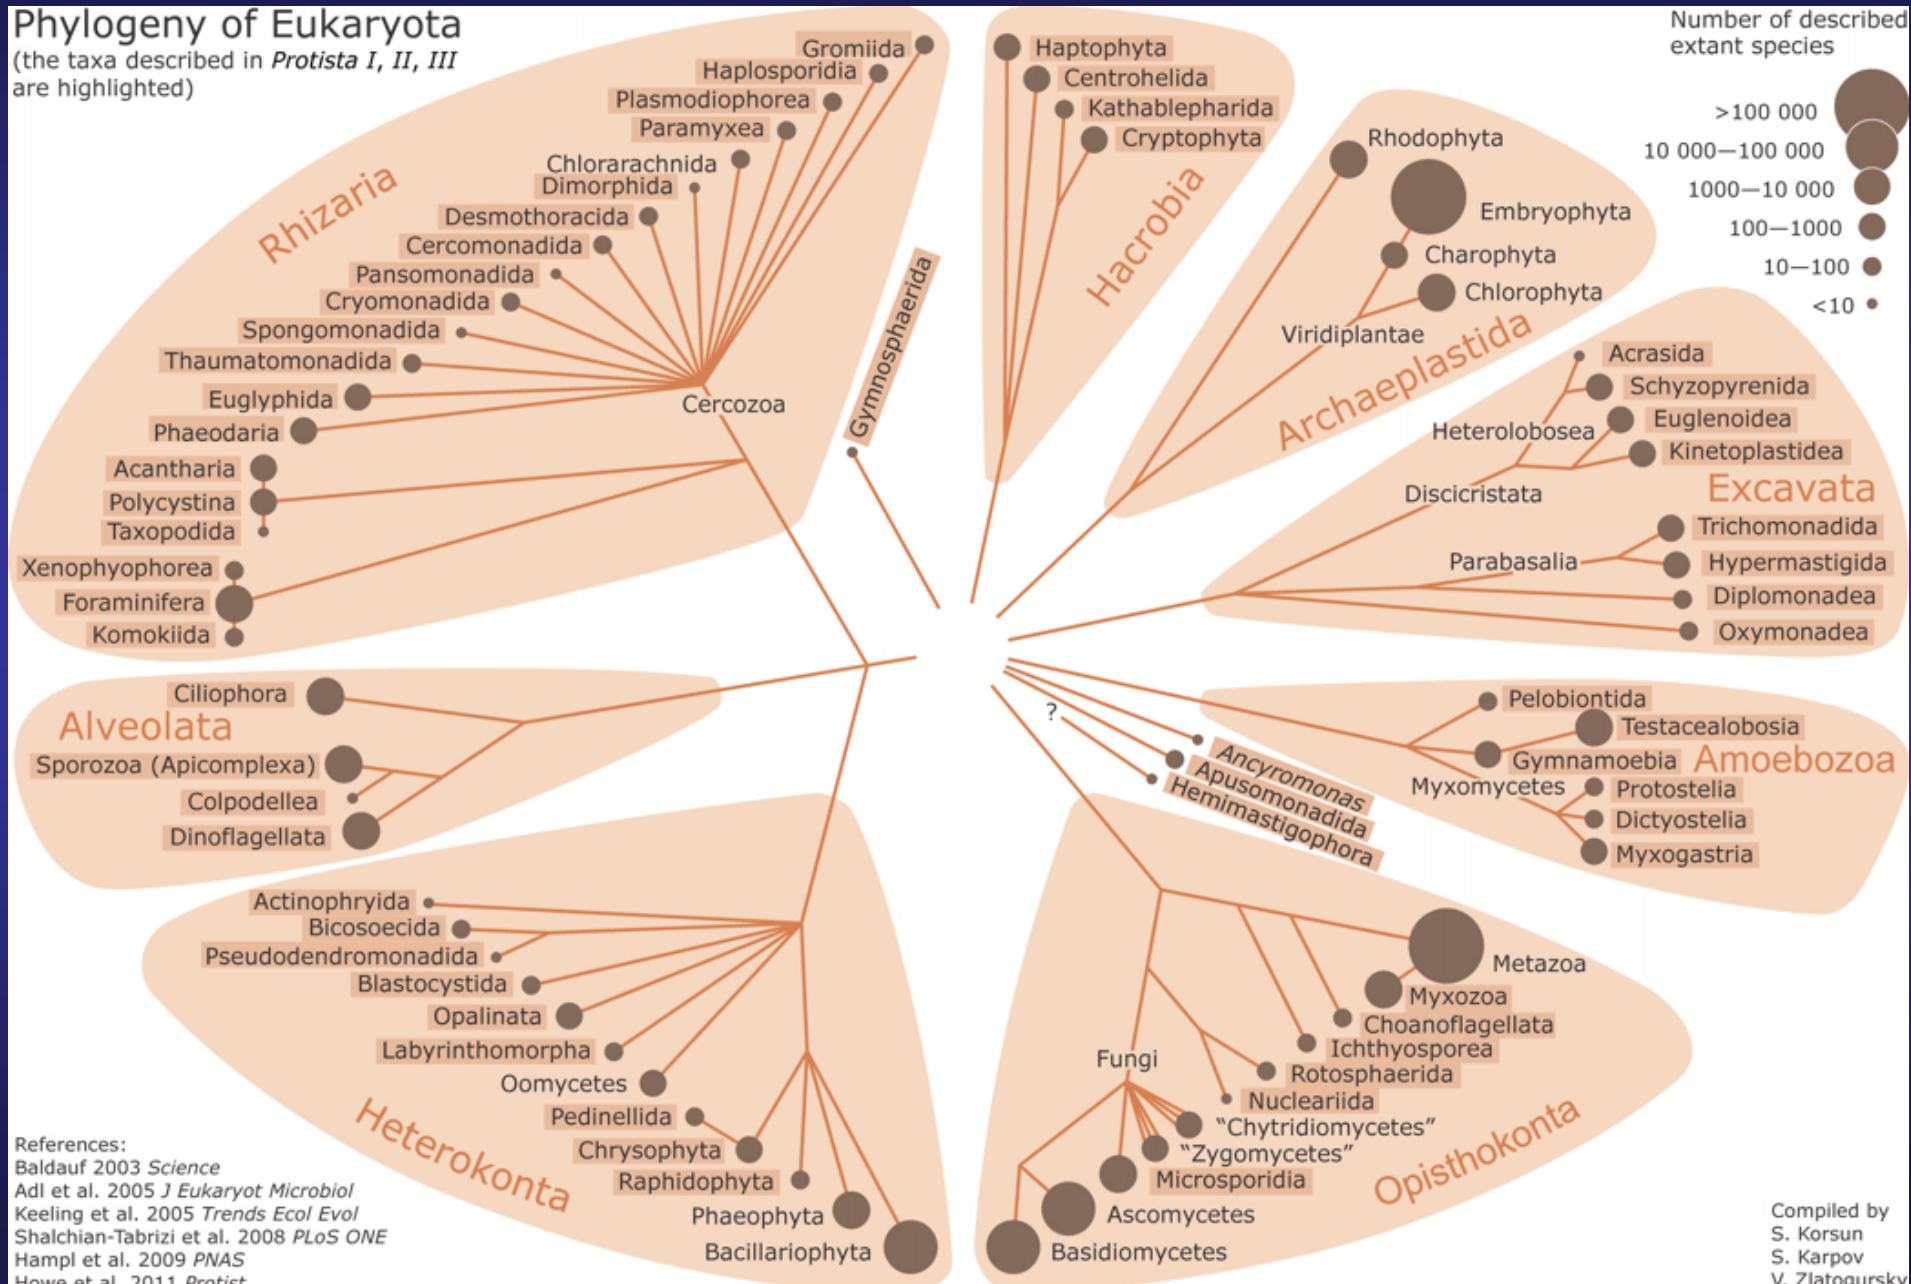 Phylogeny of Eukaryota
(the taxa described in Protista I, II, III
are highlighted)
Number of described
extant species
>100 000
10 000—100 000
1000—10 000
100—1000
10—100
<10
Rhizaria
Gromiida
Haplosporidia
Plasmodiophorea
Paramyxea
Chlorarachnida
Dimorphida
Desmothoracida
Cercomonadida
Pansomonadida
Cryomonadida
Spongomonadida
Thaumatomonadida
Euglyphida
Phaeodaria
Cercozoa
Acantharia
Polycystina
Taxopodida
Xenophyophorea
Foraminifera
Komokiida
Gymnosphaerida
Haptophyta
Centrohelida
Kathablepharida
Cryptophyta
Hacrobia
Rhodophyta
Embryophyta
Charophyta
Chlorophyta
Viridiplantae
Archaeplastida
Acrasida
Schyzopyrenida
Euglenoidea
Heterolobosea
Kinetoplastidea
Discicristata
Excavata
Trichomonadida
Parabasalia
Hypermastigida
Diplomonadea
Oxymonadea
Pelobiontida
Testacealobosia
Gymnamoebia
Amoebozoa
Myxomycetes
Protostelia
Dictyostelia
Myxogastria
?
Ancyromonas
Apusomonadida
Hemimastigophora
Ciliophora
Alveolata
Sporozoa (Apicomplexa)
Colpodellea
Dinoflagellata
Actinophryida
Bicosoecida
Pseudodendromonadida
Blastocystida
Opalinata
Labyrinthomorpha
Oomycetes
Pedinellida
Chrysophyta
Raphidophyta
Phaeophyta
Bacillariophyta
Heterokonta
Metazoa
Myxozoa
Choanoflagellata
Ichthyosporea
Rotosphaerida
Nucleariida
Fungi
“Chytridiomycetes”
“Zygomycetes”
Microsporidia
Ascomycetes
Basidiomycetes
Opisthokonta
References:
Baldauf 2003 Science
Adl et al. 2005 J Eukaryot Microbiol
Keeling et al. 2005 Trends Ecol Evol
Shalchian-Tabrizi et al. 2008 PLoS ONE
Hampl et al. 2009 PNAS
Howe et al. 2011 Protist
Compiled by
S. Korsun
S. Karpov
V. Zlatogursky